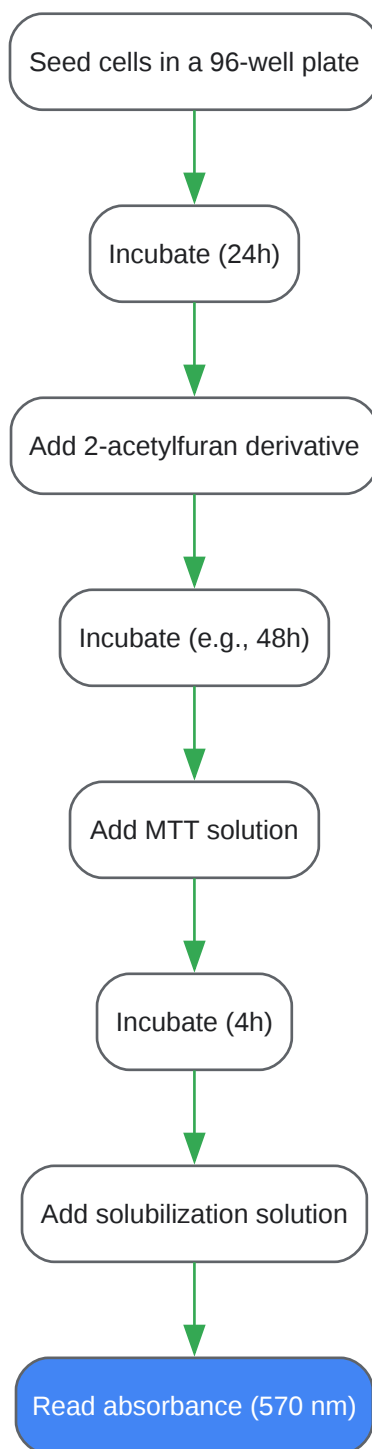 Seed cells in a 96-well plate
Incubate (24h)
Add 2-acetylfuran derivative
Incubate (e.g., 48h)
Add MTT solution
Incubate (4h)
Add solubilization solution
Read absorbance (570 nm)